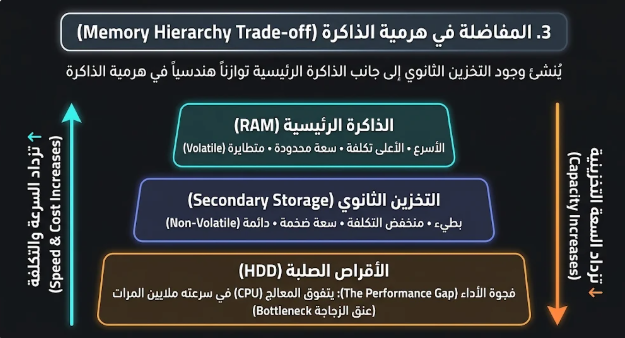 3. المفاضلة في هرمية الذاكرة (Memory Hierarchy Trade-off)
يُنشئ وجود التخزين الثانوي إلى جانب الذاكرة الرئيسية توازناً هندسياً في هرمية الذاكرة
الذاكرة الرئيسية (RAM)
الأسرع • الأعلى تكلفة • سعة محدودة • متطايرة (Volatile)
التخزين الثانوي (Secondary Storage)
بطيء • منخفض التكلفة • سعة ضخمة • دائمة (Non-Volatile)
الأقراص الصلبة (HDD)
فجوة الأداء (The Performance Gap): يتفوق المعالج (CPU) في سرعته ملايين المرات
(عنق الزجاجة Bottleneck)
↑ تزداد السرعة والتكلفة
(Speed & Cost Increases)
↓ تزداد السعة التخزينية
(Capacity Increases)